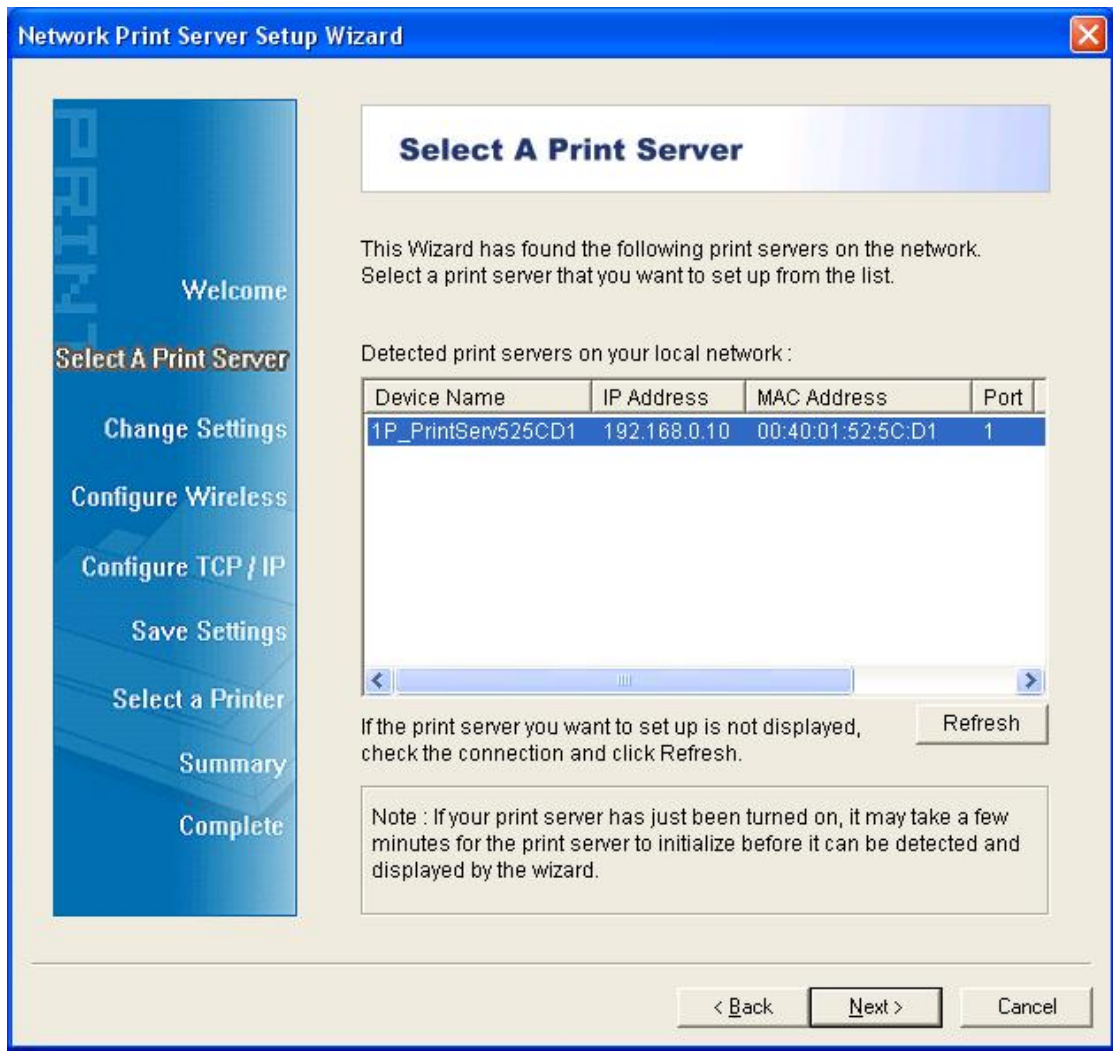 Network Print Server Setup Wizard
PRINT
Welcome
Select A Print Server
Change Settings
Configure Wireless
Configure TCP / IP
Save Settings
Select a Printer
Summary
Complete
Select A Print Server
This Wizard has found the following print servers on the network.
Select a print server that you want to set up from the list.
Detected print servers on your local network :
Device Name IP Address MAC Address Port
1P_PrintServ525CD1 192.168.0.10 00:40:01:52:5C:D1 1
If the print server you want to set up is not displayed,
check the connection and click Refresh.
Refresh
Note : If your print server has just been turned on, it may take a few
minutes for the print server to initialize before it can be detected and
displayed by the wizard.
< Back Next > Cancel